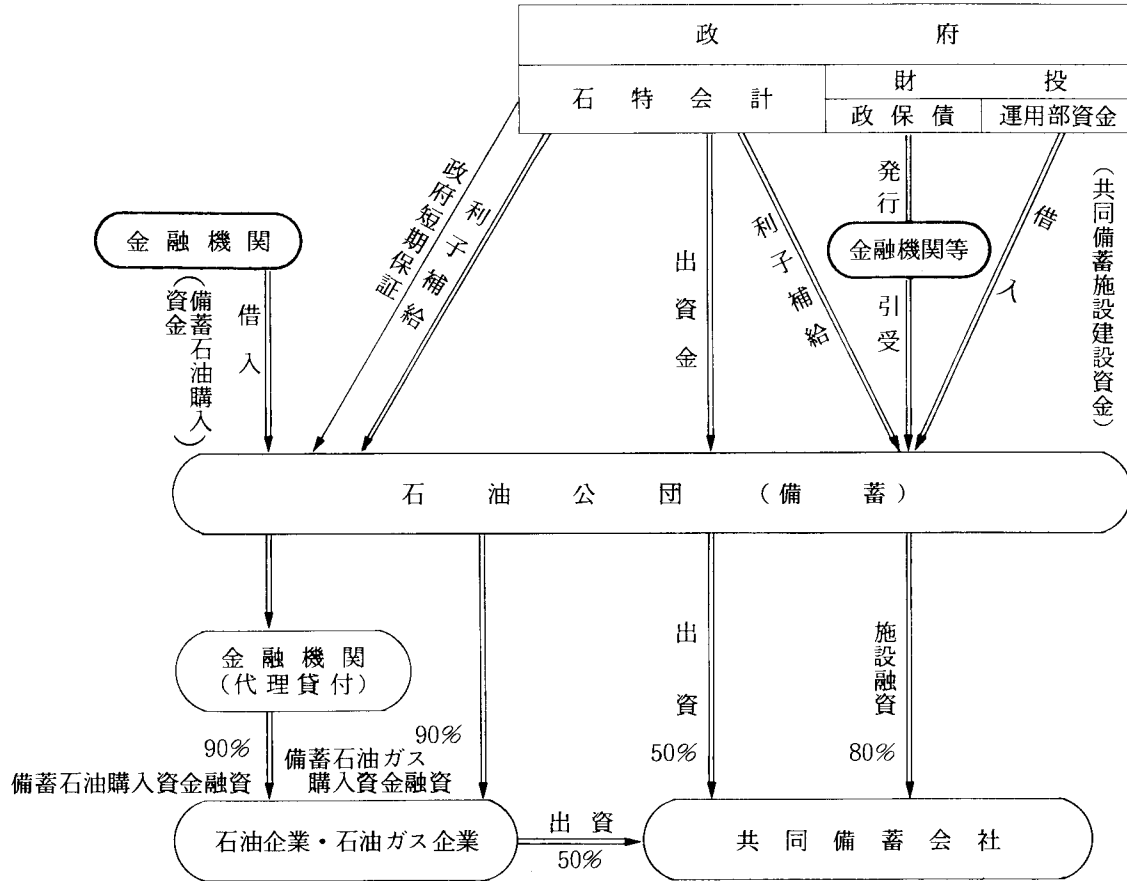 政府
石特会計
財投
政保債
運用部資金
政府短期保証
利子補給
出資金
利子補給
発行
引受
借入
(共同備蓄施設建設資金)
金融機関
金融機関等
借入
(備蓄石油購入
資金)
石油公団(備蓄)
金融機関
(代理貸付)
90%
備蓄石油購入資金融資
90%
備蓄石油ガス
購入資金融資
出資
50%
施設融資
80%
石油企業・石油ガス企業
出資
50%
共同備蓄会社